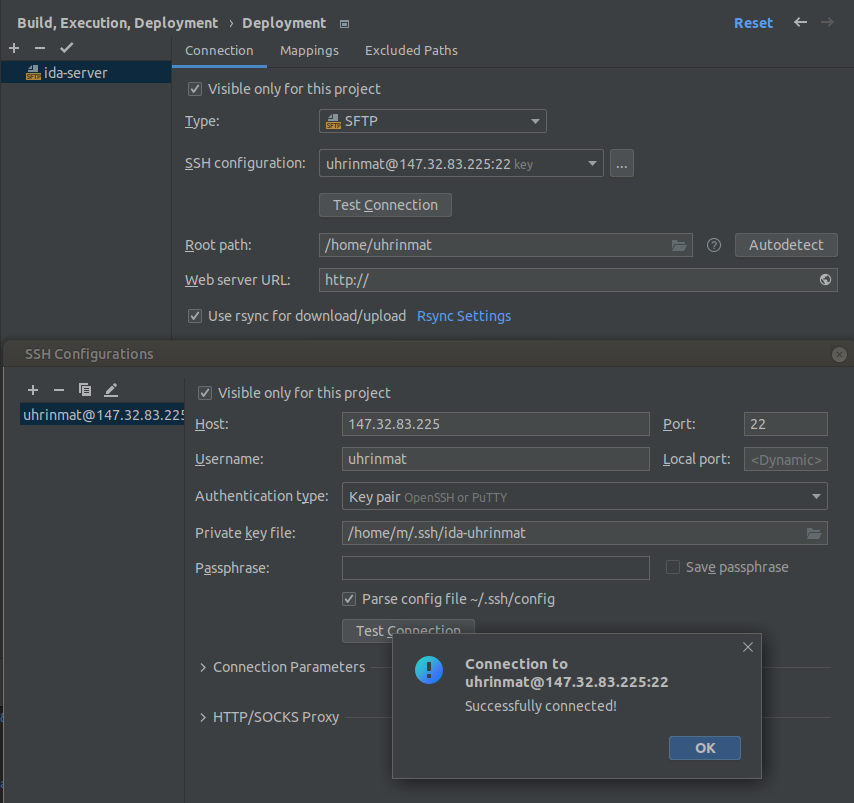 Build, Execution, Deployment › Deployment
Reset
Connection Mappings Excluded Paths
ida-server
Visible only for this project
Type: SFTP
SSH configuration: uhrinmat@147.32.83.225:22 key ...
Test Connection
Root path: /home/uhrinmat Autodetect
Web server URL: http://
Use rsync for download/upload Rsync Settings
SSH Configurations
Visible only for this project
uhrinmat@147.32.83.225
Host: 147.32.83.225 Port: 22
Username: uhrinmat Local port: <Dynamic>
Authentication type: Key pair OpenSSH or PuTTY
Private key file: /home/m/.ssh/ida-uhrinmat
Passphrase: Save passphrase
Parse config file ~/.ssh/config
Test Connection
Connection Parameters
HTTP/SOCKS Proxy
Connection to
uhrinmat@147.32.83.225:22
Successfully connected!
OK